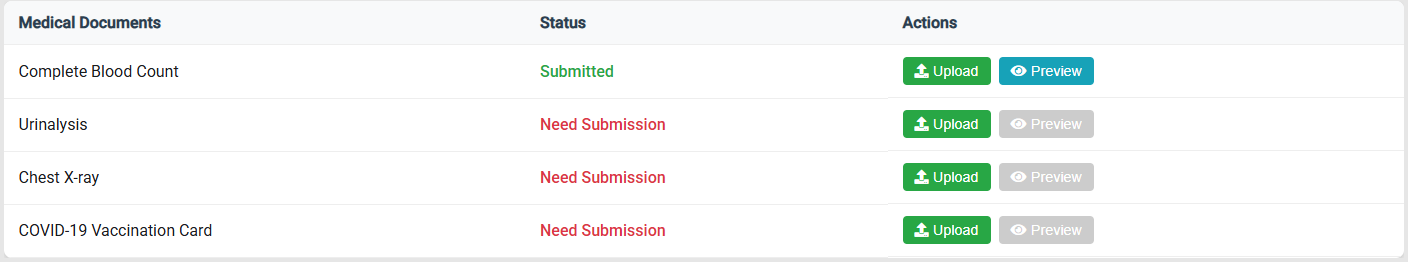 Medical Documents Status Actions
Complete Blood Count Submitted Upload Preview
Urinalysis Need Submission Upload Preview
Chest X-ray Need Submission Upload Preview
COVID-19 Vaccination Card Need Submission Upload Preview